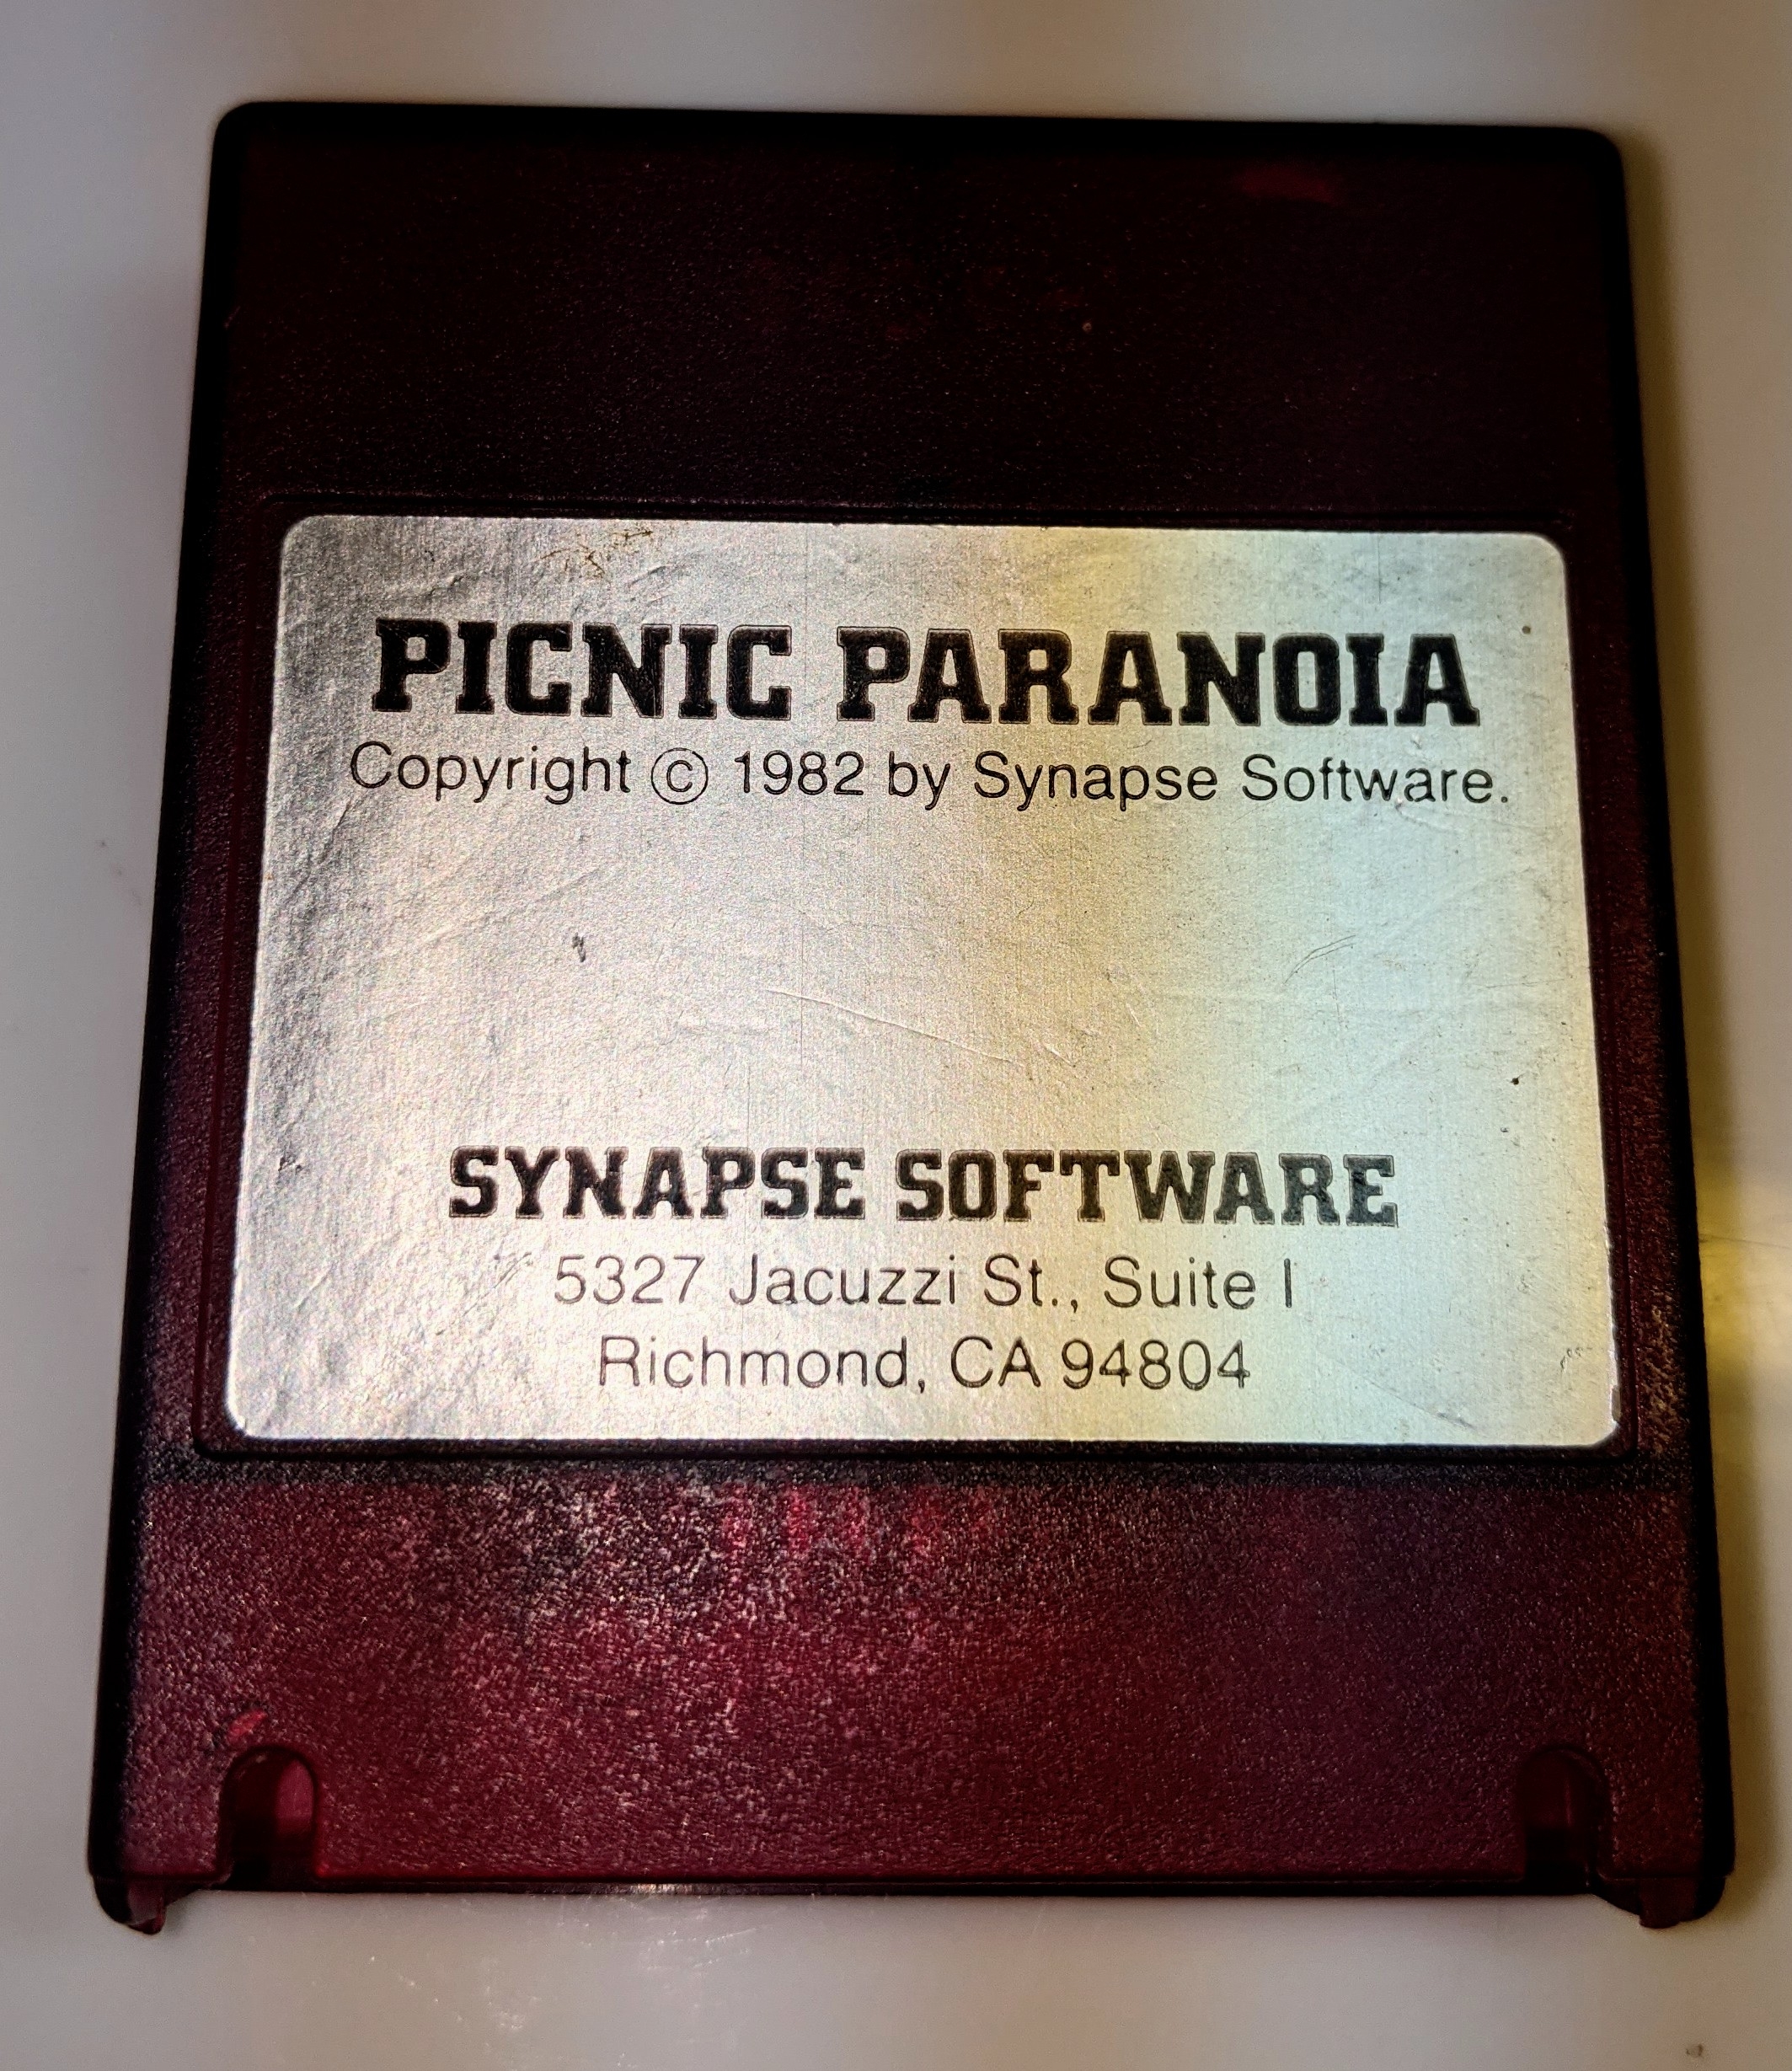 PICNIC PARANOIA
Copyright © 1982 by Synapse Software.
SYNAPSE SOFTWARE
5327 Jacuzzi St., Suite I
Richmond, CA 94804